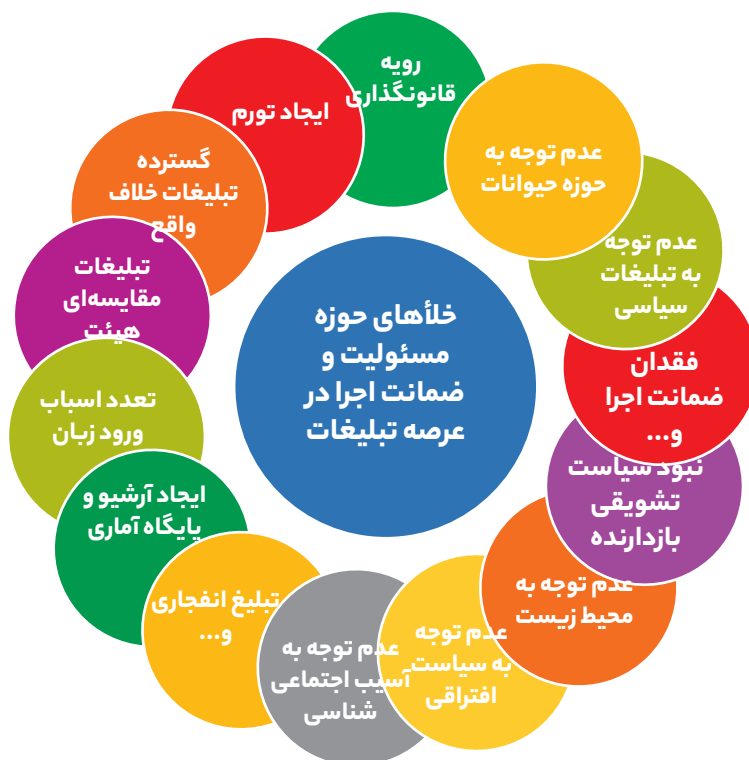 خلأهای حوزه
مسئولیت و
ضمانت اجرا در
عرصه تبلیغات
رویه
قانونگذاری
عدم توجه به
حوزه حیوانات
عدم توجه
به تبلیغات
سیاسی
فقدان
ضمانت اجرا
و...
نبود سیاست
تشویقی
بازدارنده
عدم توجه به
محیط زیست
عدم توجه
به سیاست
افتراقی
عدم توجه به
آسیب اجتماعی
شناسی
تبلیغ انفجاری
و...
ایجاد آرشیو و
پایگاه آماری
تعدد اسباب
ورود زبان
تبلیغات
مقایسه‌ای
هیئت
گسترده
تبلیغات خلاف
واقع
ایجاد تورم